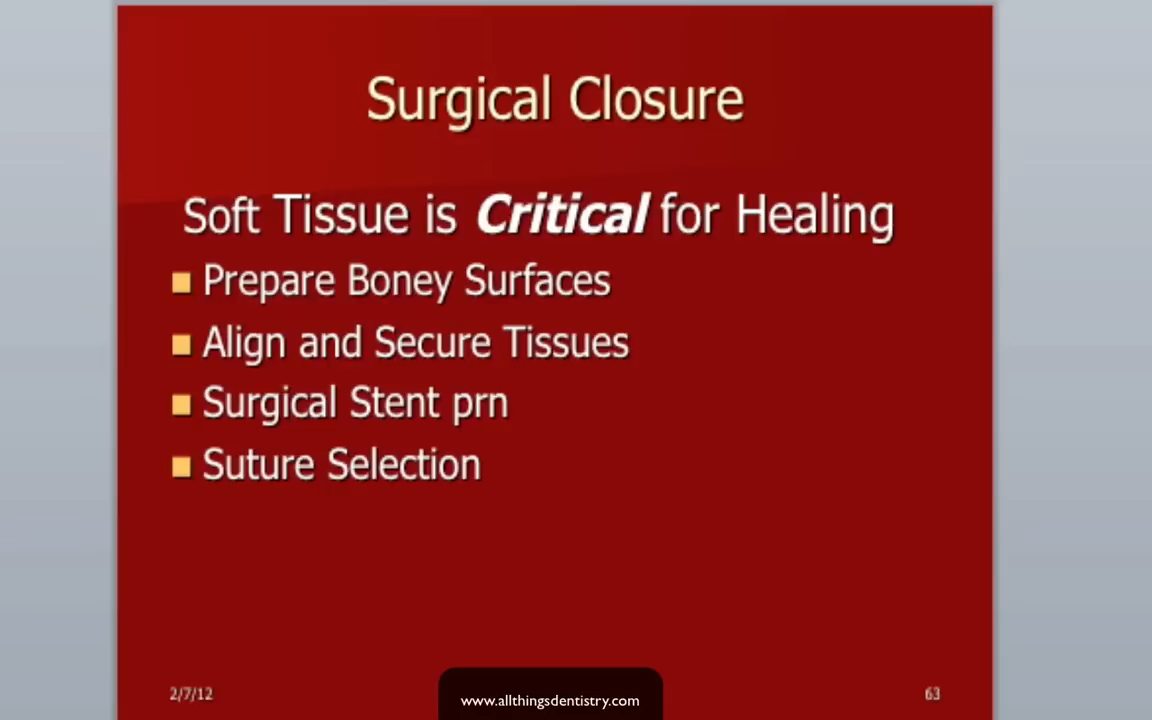 Surgical Closure
Soft Tissue is Critical for Healing
Prepare Boney Surfaces
Align and Secure Tissues
Surgical Stent prn
Suture Selection
2/7/12
www.allthingsdentistry.com
63